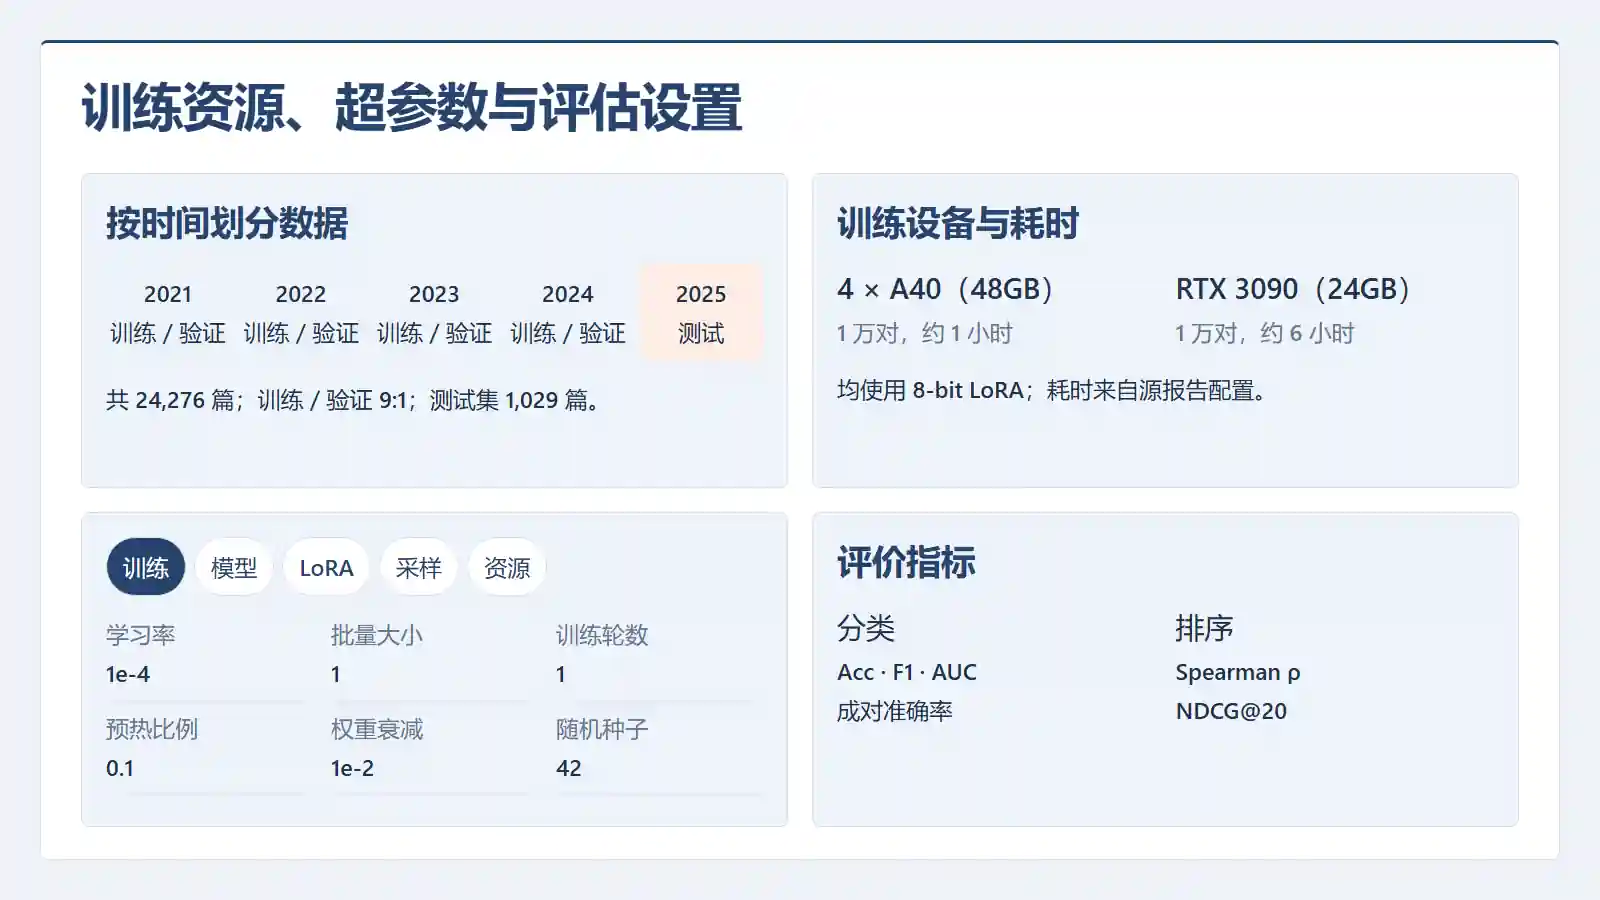 训练资源、超参数与评估设置
按时间划分数据
2021 2022 2023 2024 2025
训练 / 验证 训练 / 验证 训练 / 验证 训练 / 验证 测试
共 24,276 篇；训练 / 验证 9:1；测试集 1,029 篇。
训练设备与耗时
4 × A40（48GB） RTX 3090（24GB）
1 万对，约 1 小时 1 万对，约 6 小时
均使用 8-bit LoRA；耗时来自源报告配置。
训练 模型 LoRA 采样 资源
学习率 批量大小 训练轮数
1e-4 1 1
预热比例 权重衰减 随机种子
0.1 1e-2 42
评价指标
分类 排序
Acc · F1 · AUC Spearman ρ
成对准确率 NDCG@20